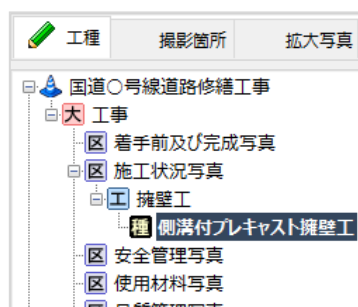 工種 撮影箇所 拡大写真
国道○号線道路修繕工事
大 工事
区 着手前及び完成写真
区 施工状況写真
工 擁壁工
種 側溝付プレキャスト擁壁工
区 安全管理写真
区 使用材料写真